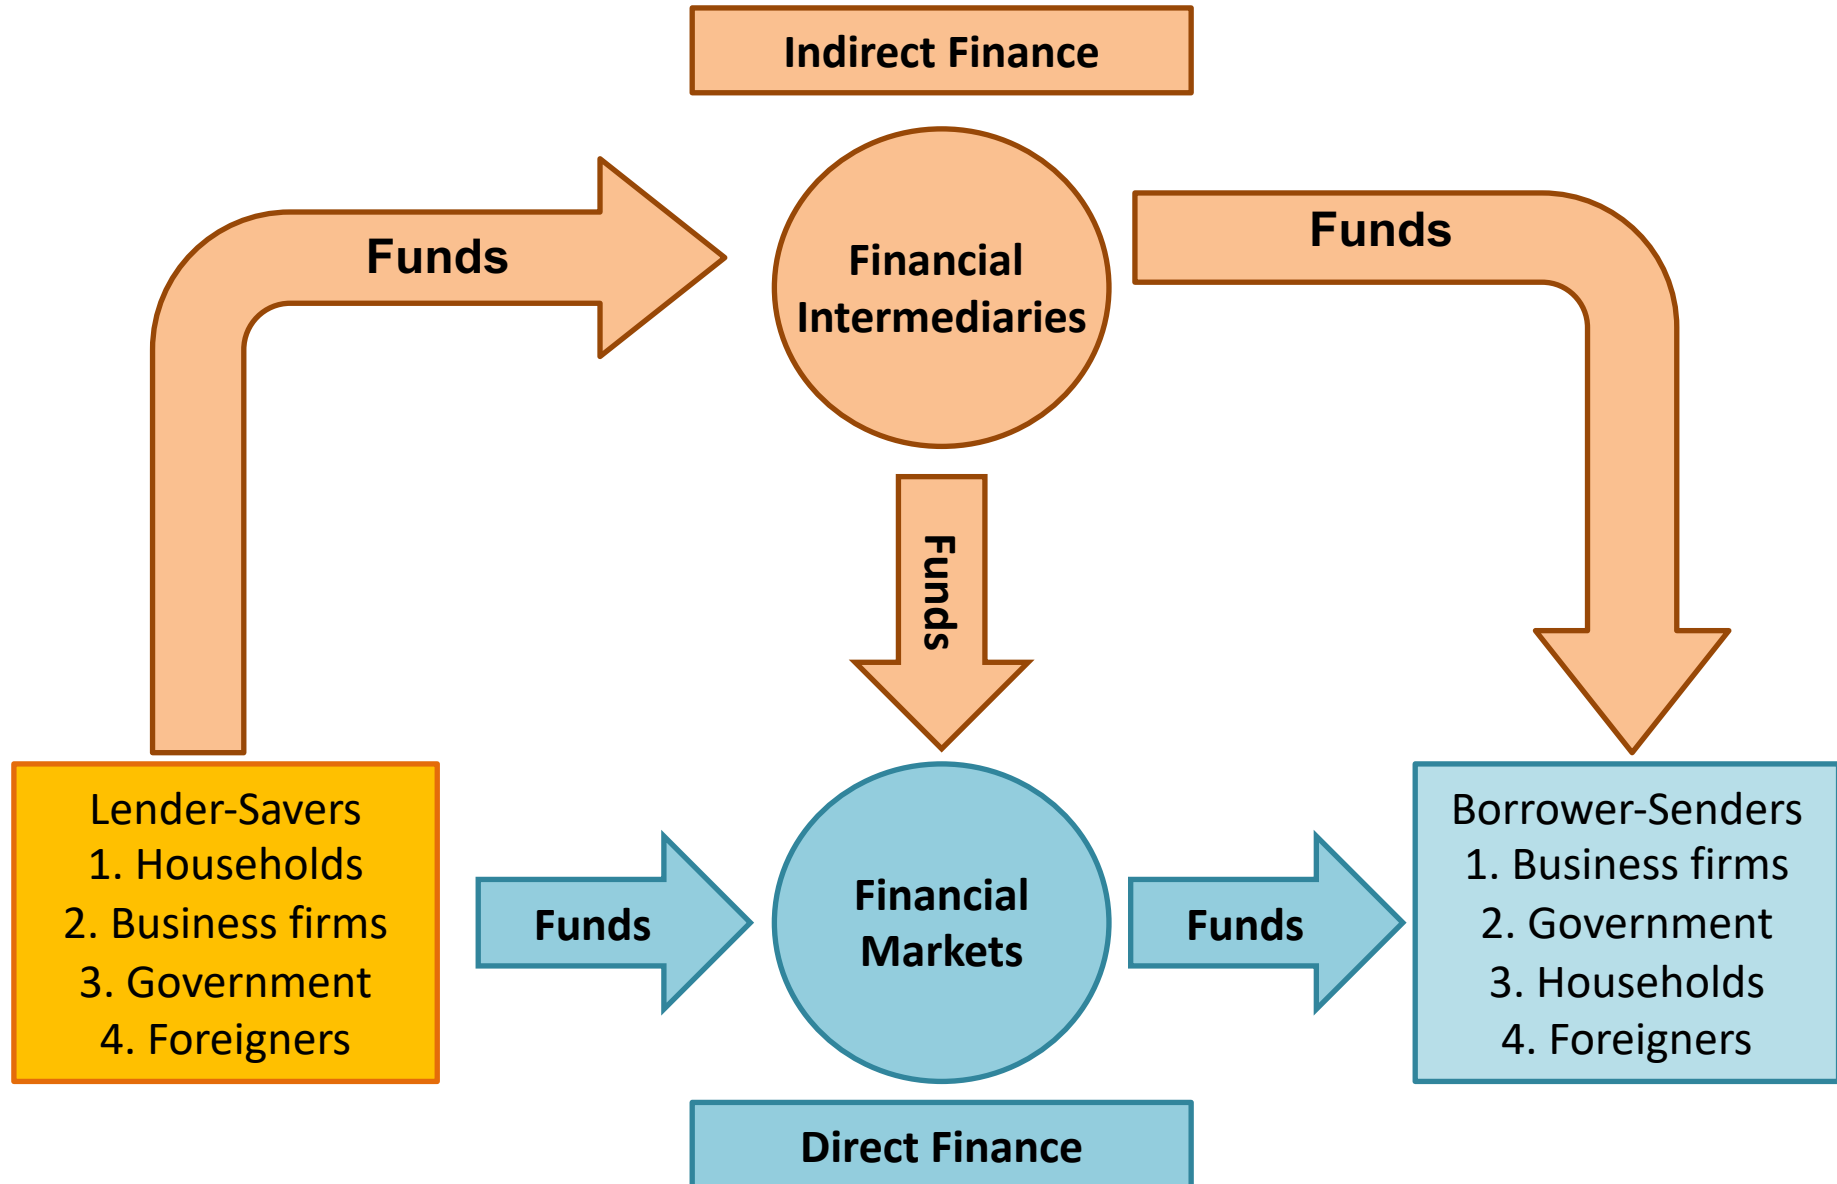 Indirect Finance
Funds
Financial
Intermediaries
Funds
Funds
Lender-Savers
1. Households
2. Business firms
3. Government
4. Foreigners
Funds
Financial
Markets
Funds
Borrower-Senders
1. Business firms
2. Government
3. Households
4. Foreigners
Direct Finance